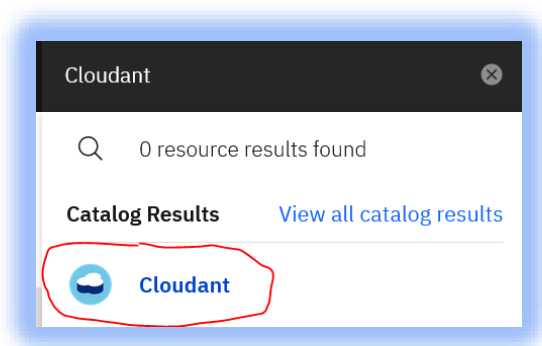 Cloudant
0 resource results found
Catalog Results View all catalog results
Cloudant